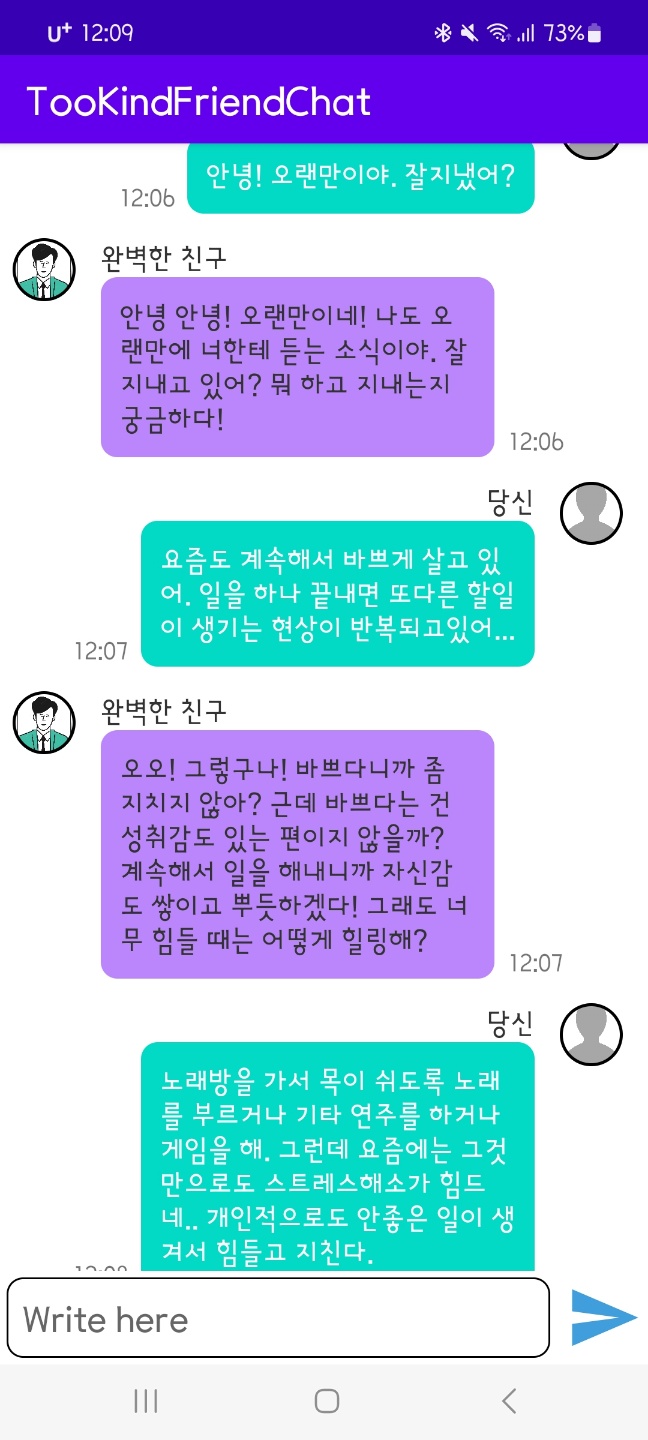 U+ 12:09 73%
TooKindFriendChat
안녕! 오랜만이야. 잘지냈어?
12:06
완벽한 친구
안녕 안녕! 오랜만이네! 나도 오
랜만에 너한테 듣는 소식이야. 잘
지내고 있어? 뭐 하고 지내는지
궁금하다!
12:06
당신
요즘도 계속해서 바쁘게 살고 있
어. 일을 하나 끝내면 또다른 할일
이 생기는 현상이 반복되고있어...
12:07
완벽한 친구
오오! 그렇구나! 바쁘다니까 좀
지치지 않아? 근데 바쁘다는 건
성취감도 있는 편이지 않을까?
계속해서 일을 해내니까 자신감
도 쌓이고 뿌듯하겠다! 그래도 너
무 힘들 때는 어떻게 힐링해?
12:07
당신
노래방을 가서 목이 쉬도록 노래
를 부르거나 기타 연주를 하거나
게임을 해. 그런데 요즘에는 그것
만으로도 스트레스해소가 힘드
네.. 개인적으로도 안좋은 일이 생
겨서 힘들고 지친다.
Write here